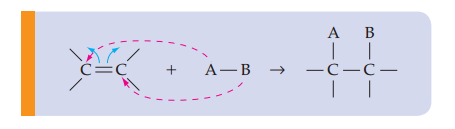 A B
C=C + A—B → —C—C—